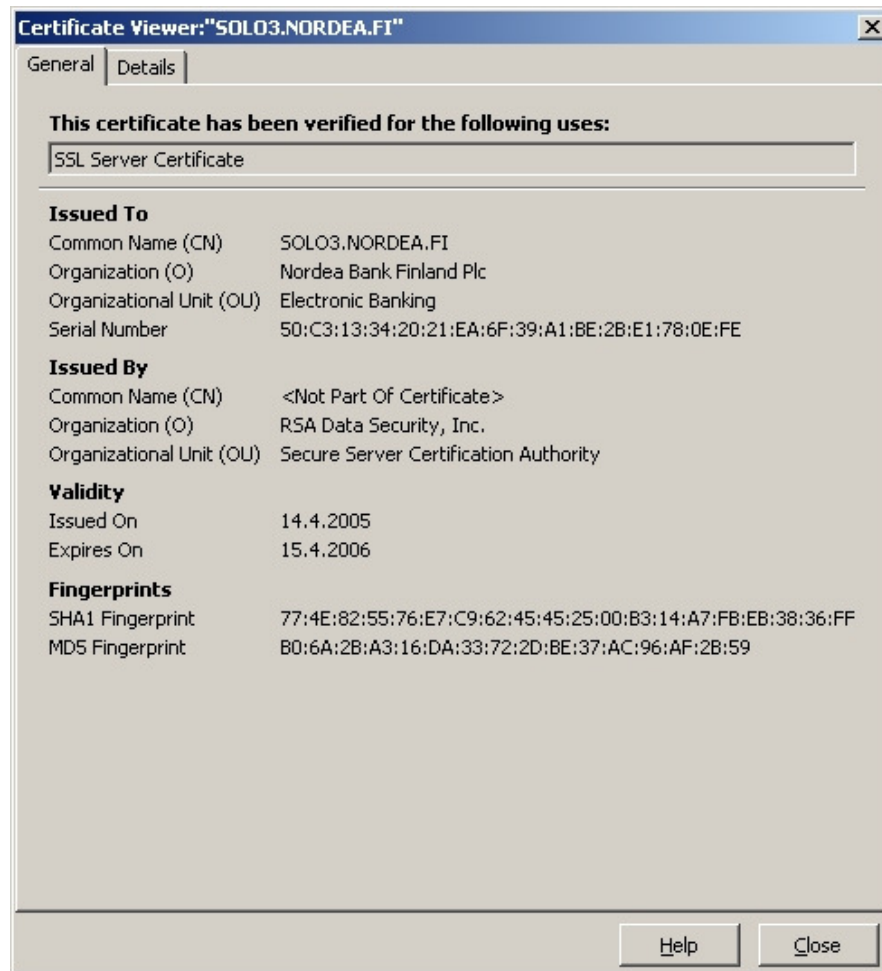 Certificate Viewer:"SOLO3.NORDEA.FI"
General Details
This certificate has been verified for the following uses:
SSL Server Certificate
Issued To
Common Name (CN) SOLO3.NORDEA.FI
Organization (O) Nordea Bank Finland Plc
Organizational Unit (OU) Electronic Banking
Serial Number 50:C3:13:34:20:21:EA:6F:39:A1:BE:2B:E1:78:0E:FE
Issued By
Common Name (CN) <Not Part Of Certificate>
Organization (O) RSA Data Security, Inc.
Organizational Unit (OU) Secure Server Certification Authority
Validity
Issued On 14.4.2005
Expires On 15.4.2006
Fingerprints
SHA1 Fingerprint 77:4E:82:55:76:E7:C9:62:45:45:25:00:B3:14:A7:FB:EB:38:36:FF
MD5 Fingerprint B0:6A:2B:A3:16:DA:33:72:2D:BE:37:AC:96:AF:2B:59
Help Close